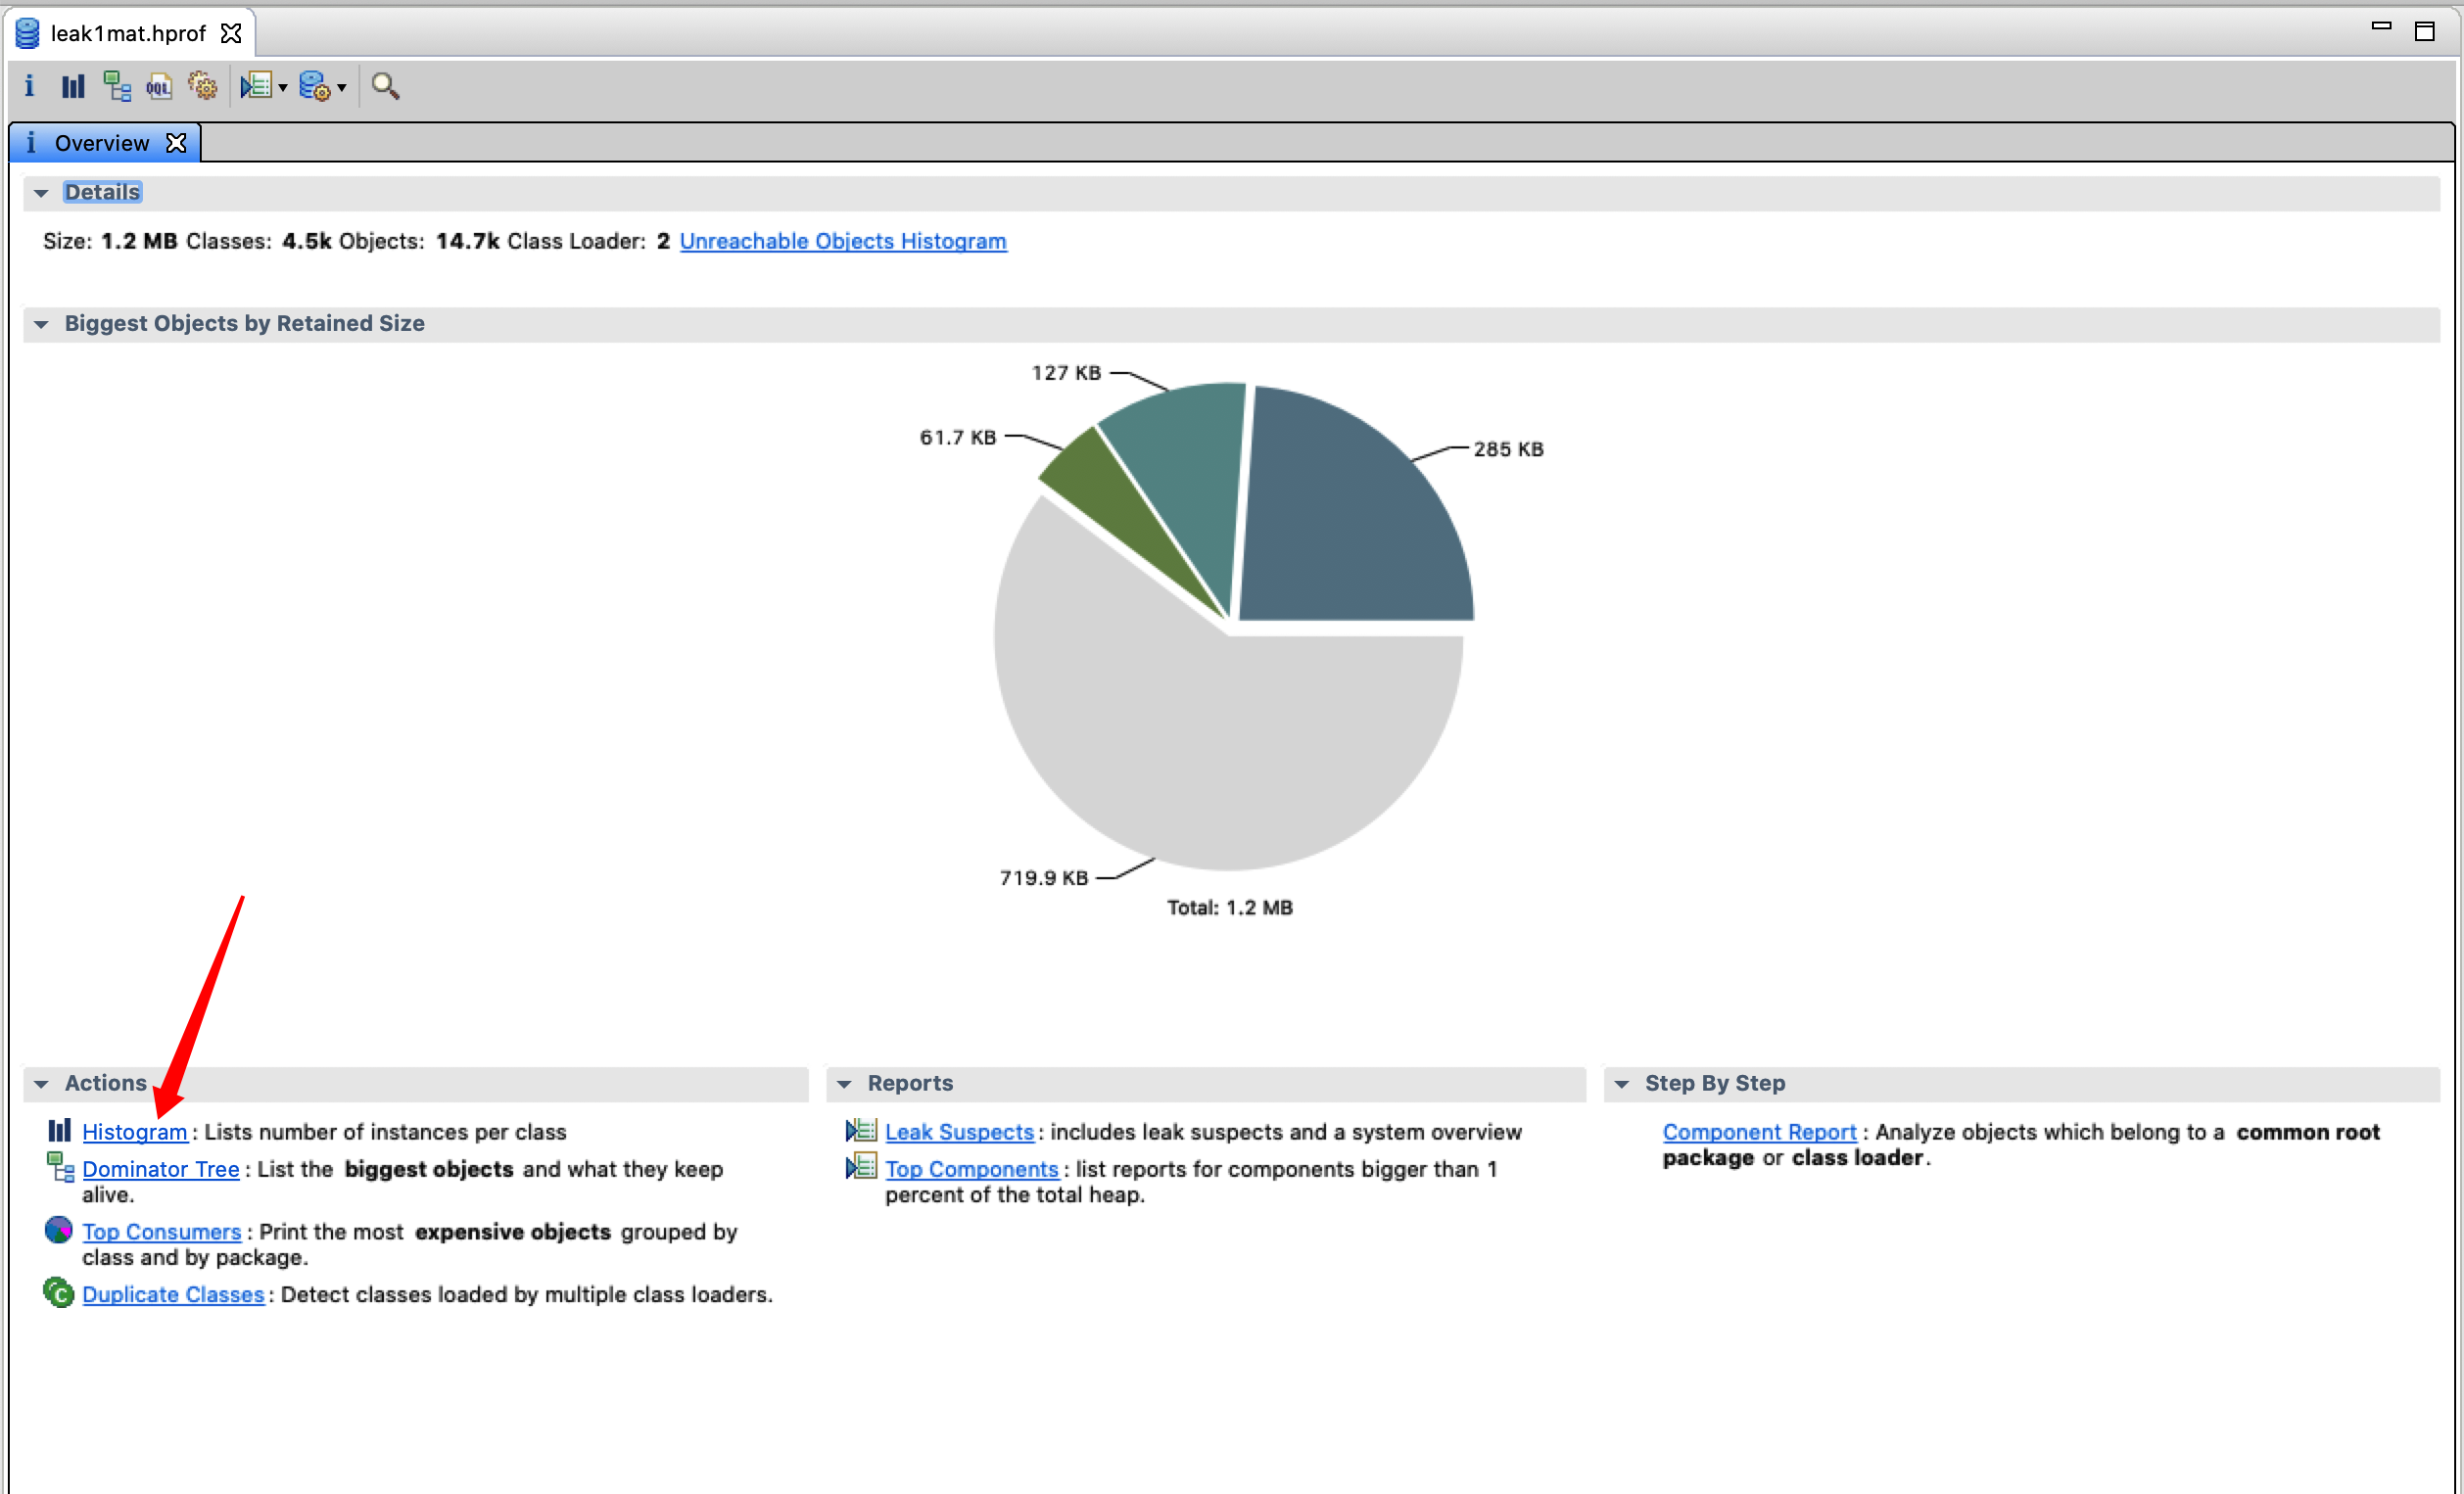 leak1mat.hprof
OQL
i Overview
Details
Size: 1.2 MB Classes: 4.5k Objects: 14.7k Class Loader: 2 Unreachable Objects Histogram
Biggest Objects by Retained Size
127 KB
61.7 KB
285 KB
719.9 KB
Total: 1.2 MB
Actions
Histogram: Lists number of instances per class
Dominator Tree: List the biggest objects and what they keep
alive.
Top Consumers: Print the most expensive objects grouped by
class and by package.
Duplicate Classes: Detect classes loaded by multiple class loaders.
Reports
Leak Suspects: includes leak suspects and a system overview
Top Components: list reports for components bigger than 1
percent of the total heap.
Step By Step
Component Report: Analyze objects which belong to a common root
package or class loader.